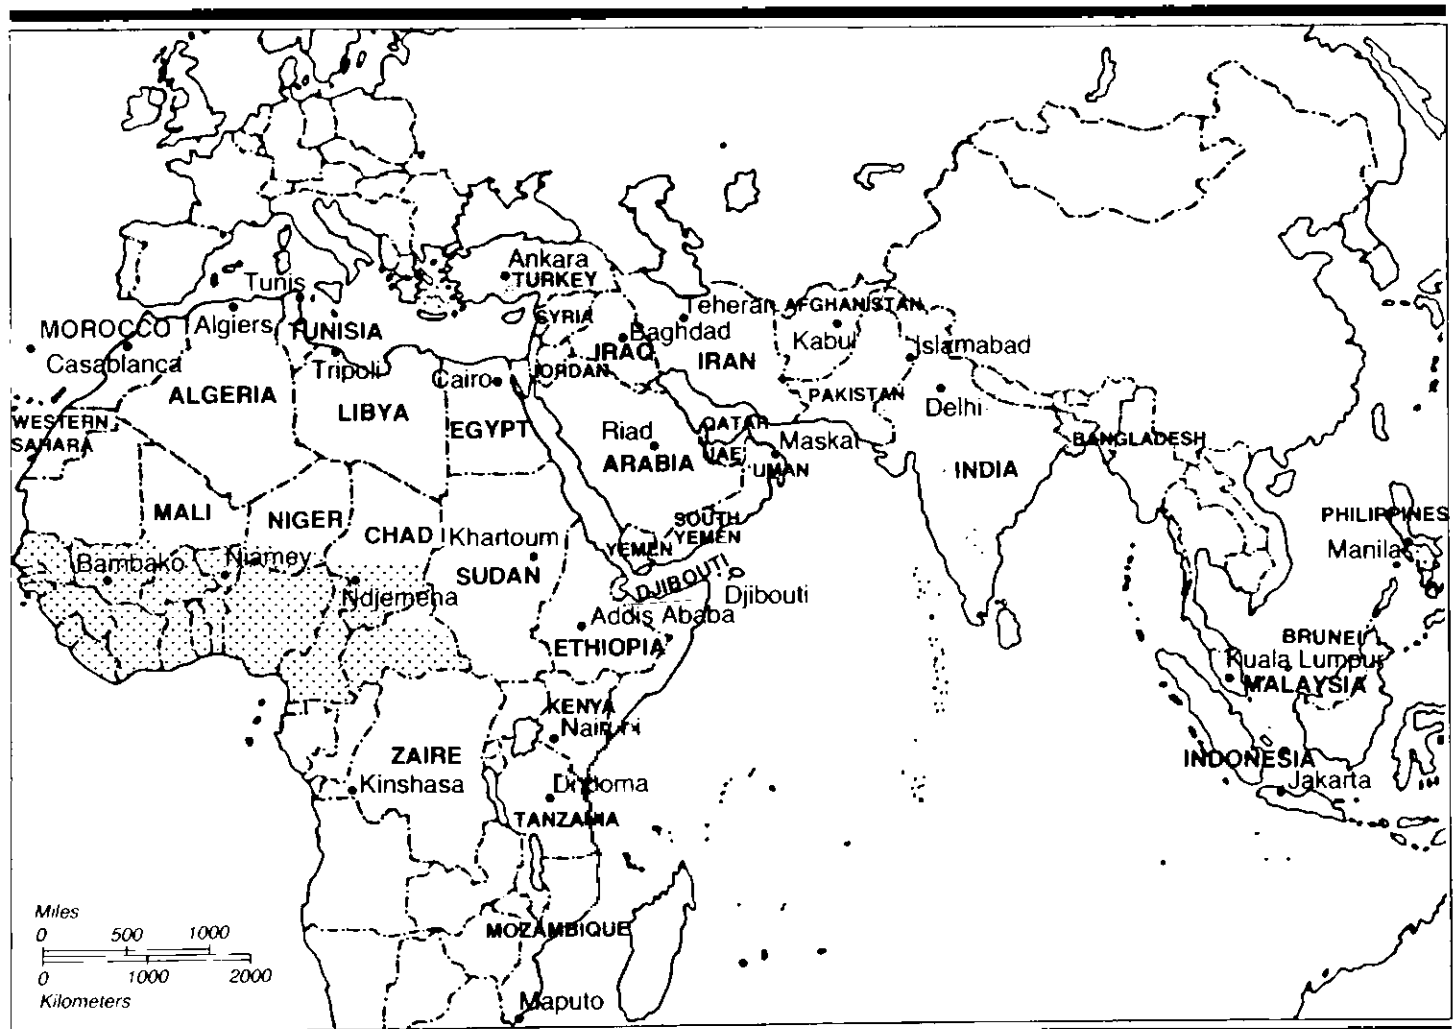 Ankara
TURKEY
Tunis
SYRIA
Teheran
AFGHANISTAN
MOROCCO
Algiers
TUNISIA
Baghdad
Kabul
Islamabad
Casablanca
Tripoli
IRAQ
IRAN
Cairo
JORDAN
ALGERIA
PAKISTAN
LIBYA
Delhi
WESTERN
SAHARA
EGYPT
Riad
QATAR
Maskat
BANGLADESH
ARABIA
UAE
UMAN
INDIA
MALI
NIGER
CHAD
Khartoum
SOUTH
YEMEN
PHILIPPINES
YEMEN
Manila
Bambako
Niamey
SUDAN
DJIBOUTI
Djibouti
Ndjemena
Addis Ababa
ETHIOPIA
BRUNEI
Kuala Lumpur
MALAYSIA
KENYA
ZAIRE
INDONESIA
Kinshasa
Jakarta
TANZAMIA
Miles
0 500 1000
MOZAMBIQUE
0 1000 2000
Kilometers
Maputo